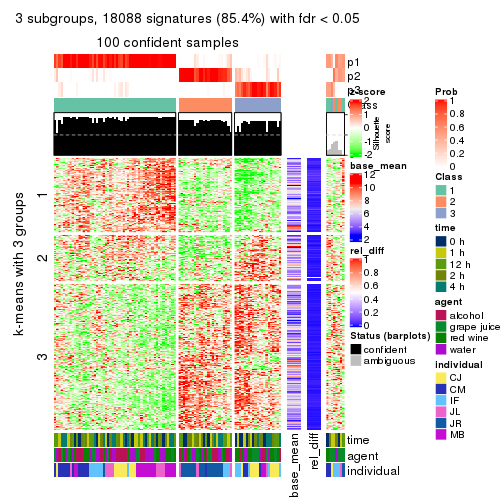 3 subgroups, 18088 signatures (85.4%) with fdr < 0.05
100 confident samples
p1
p2
p3
z-score
2
1
0
-1
-2
Silhouette
score
Prob
1
0.8
0.6
0.4
0.2
0
Class
1
2
3
base_mean
12
10
8
6
4
2
rel_diff
1
0.8
0.6
0.4
0.2
0
time
0 h
1 h
12 h
2 h
4 h
agent
alcohol
grape juice
red wine
water
Status (barplots)
confident
ambiguous
individual
CJ
CM
IF
JL
JR
MB
k-means with 3 groups
1
2
3
time
agent
individual
base_mean
rel_diff